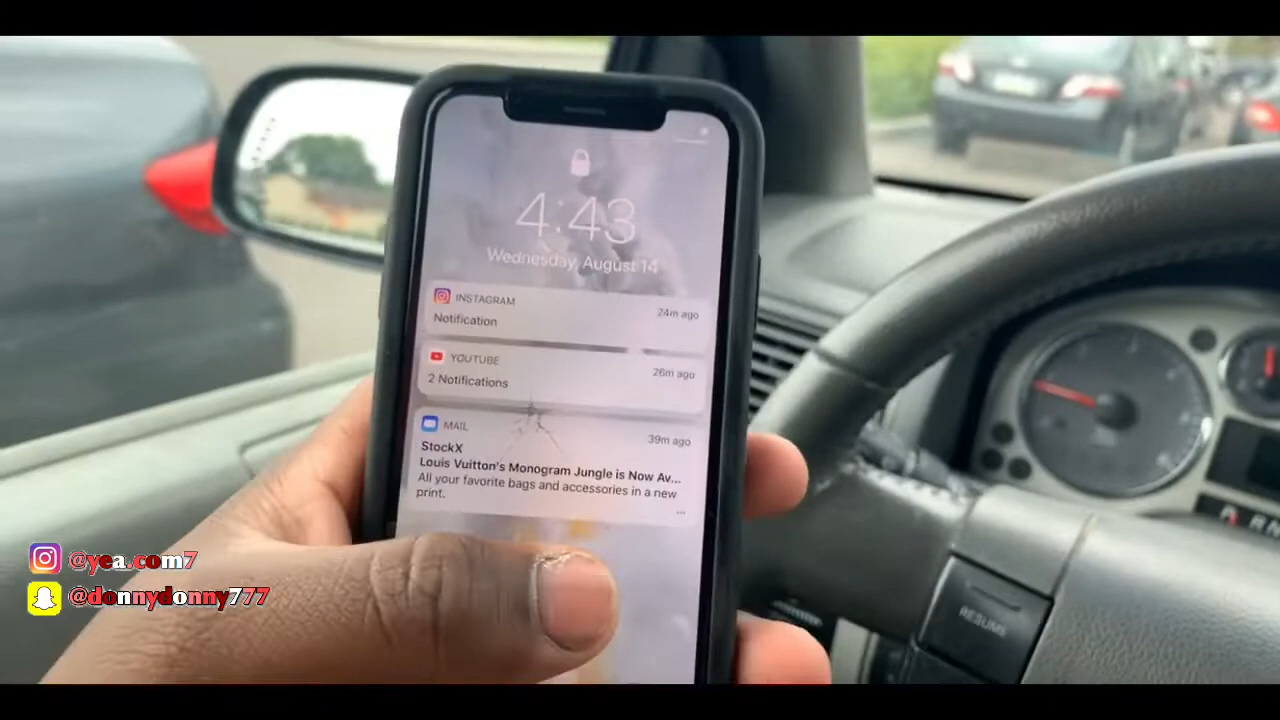 4:43
Wednesday, August 14
INSTAGRAM
24m ago
Notification
YOUTUBE
26m ago
2 Notifications
MAIL
39m ago
StockX
Louis Vuitton's Monogram Jungle is Now Av...
All your favorite bags and accessories in a new
print.
...
@yea.com7
@donnydonny777
RESUME